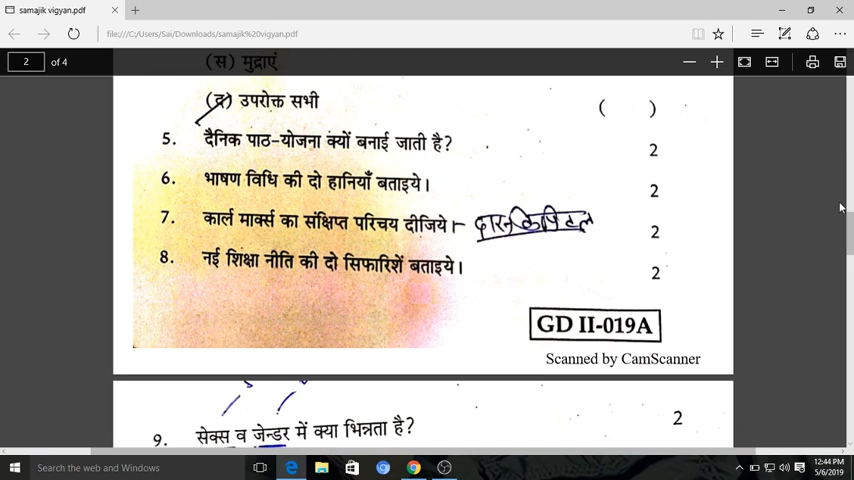 samajik vigyan.pdf
file:///C:/Users/Sai/Downloads/samajik%20vigyan.pdf
2 of 4
(स) मुद्राएं
(द) उपरोक्त सभी ( )
5. दैनिक पाठ-योजना क्यों बनाई जाती है? 2
6. भाषण विधि की दो हानियाँ बताइये। 2
7. कार्ल मार्क्स का संक्षिप्त परिचय दीजिये। 2
8. नई शिक्षा नीति की दो सिफारिशें बताइये। 2
GD II-019A
Scanned by CamScanner
9. सेक्स व जेन्डर में क्या भिन्नता है? 2
Search the web and Windows
12:44 PM
5/6/2019